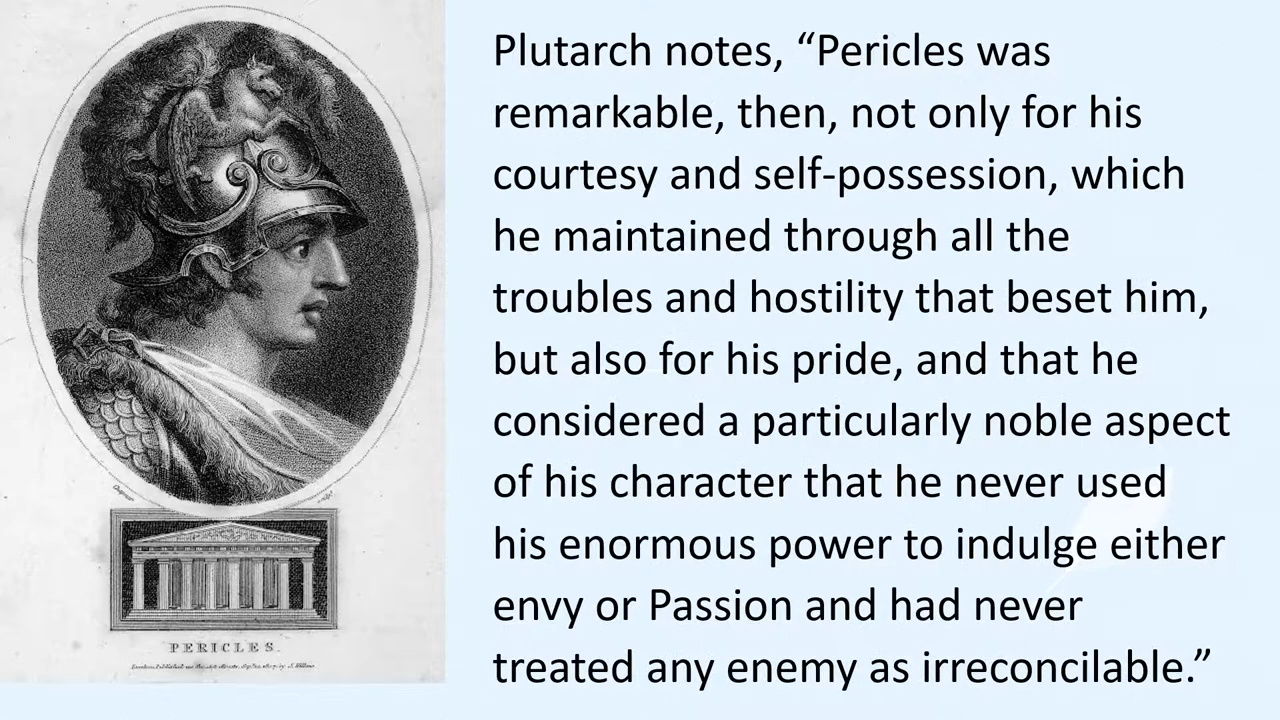 Plutarch notes, “Pericles was
remarkable, then, not only for his
courtesy and self-possession, which
he maintained through all the
troubles and hostility that beset him,
but also for his pride, and that he
considered a particularly noble aspect
of his character that he never used
his enormous power to indulge either
envy or Passion and had never
treated any enemy as irreconcilable.”
PERICLES.
London, Published